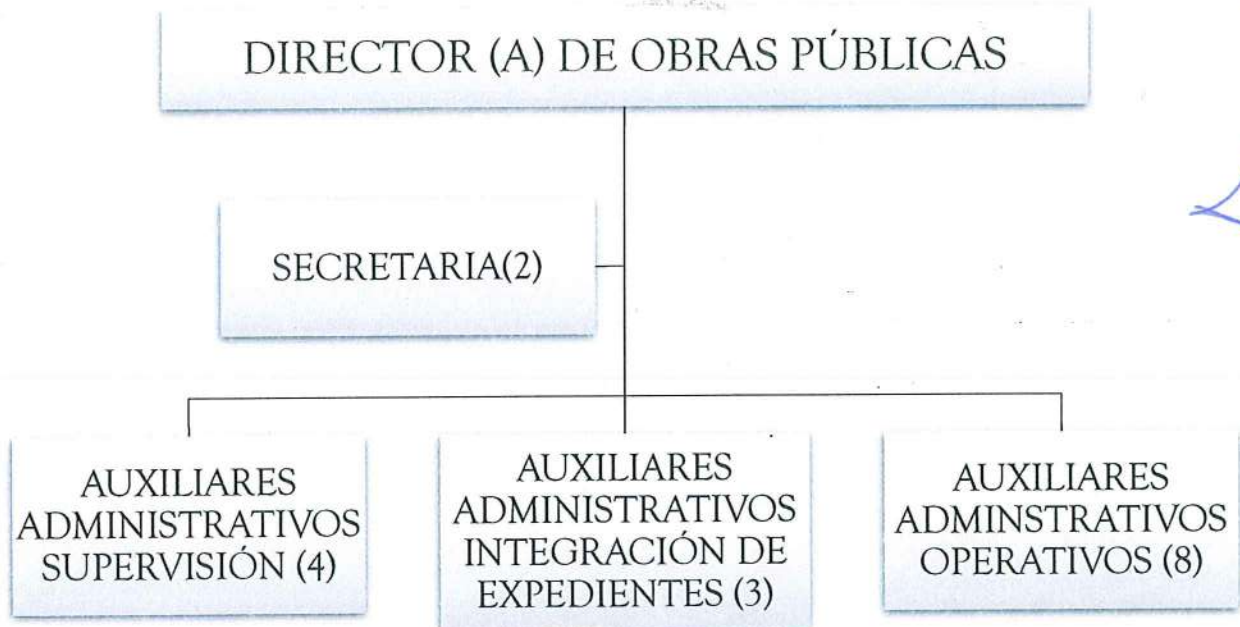 DIRECTOR (A) DE OBRAS PÚBLICAS
SECRETARIA(2)
AUXILIARES
ADMINISTRATIVOS
SUPERVISIÓN (4)
AUXILIARES
ADMINISTRATIVOS
INTEGRACIÓN DE
EXPEDIENTES (3)
AUXILIARES
ADMINSTRATIVOS
OPERATIVOS (8)